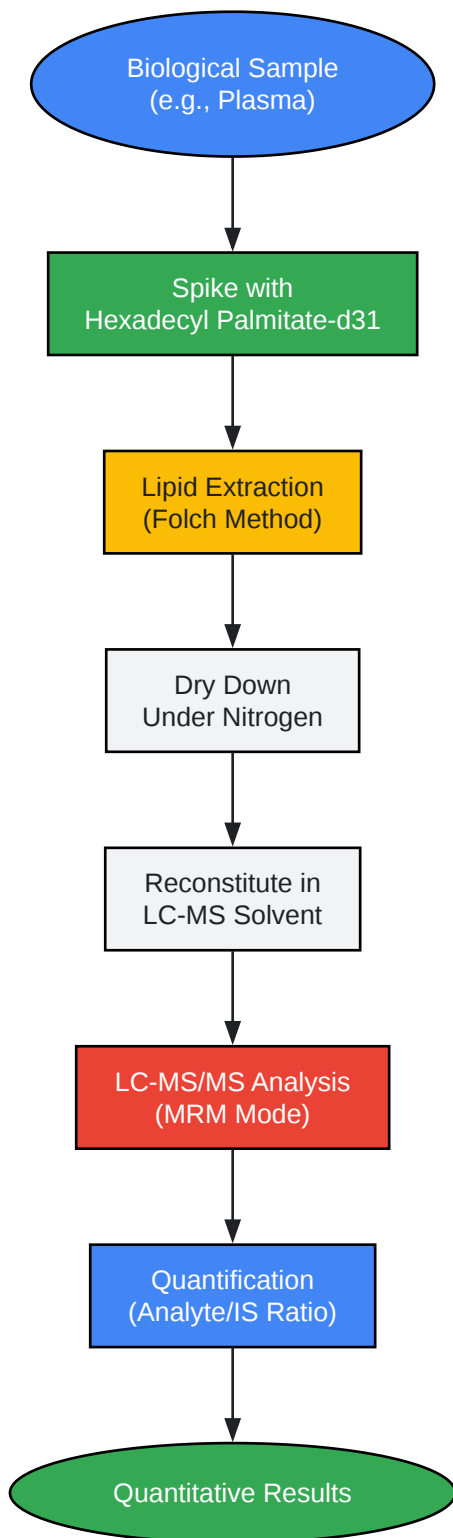 Biological Sample
(e.g., Plasma)
Spike with
Hexadecyl Palmitate-d31
Lipid Extraction
(Folch Method)
Dry Down
Under Nitrogen
Reconstitute in
LC-MS Solvent
LC-MS/MS Analysis
(MRM Mode)
Quantification
(Analyte/IS Ratio)
Quantitative Results